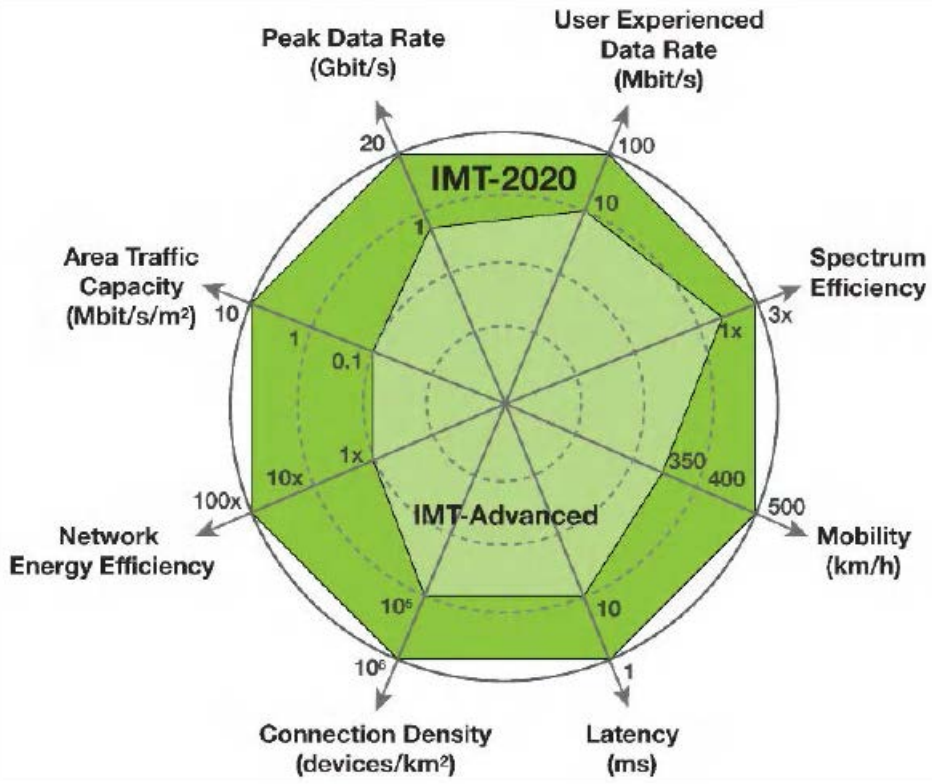 Peak Data Rate
(Gbit/s)
User Experienced
Data Rate
(Mbit/s)
20
100
IMT-2020
1
10
Area Traffic
Capacity
(Mbit/s/m²)
Spectrum
Efficiency
10
1
0.1
1x
3x
1x
10x
100x
350
400
500
IMT-Advanced
Network
Energy Efficiency
Mobility
(km/h)
10⁵
10
10⁶
1
Connection Density
(devices/km²)
Latency
(ms)